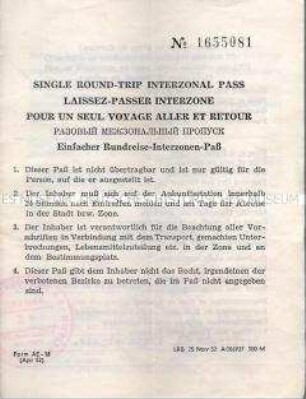 № 1655081
SINGLE ROUND-TRIP INTERZONAL PASS
LAISSEZ-PASSER INTERZONE
POUR UN SEUL VOYAGE ALLER ET RETOUR
РАЗОВЫЙ МЕЖЗОНАЛЬНЫЙ ПРОПУСК
Einfacher Rundreise-Interzonen-Paß
1. Dieser Paß ist nicht übertragbar und ist nur gültig für die
Person, auf die er ausgestellt ist.
2. Der Inhaber muß sich auf der Ankunftstation innerhalb
24 Stunden nach Eintreffen melden und am Tage der Abreise
in der Stadt bzw. Zone.
3. Der Inhaber ist verantwortlich für die Beachtung aller Vor-
schriften in Verbindung mit dem Transport, gemachten Unter-
brechungen, Lebensmittelzuteilung etc. in der Zone und an
dem Bestimmungsplatz.
4. Dieser Paß gibt dem Inhaber nicht das Recht, irgendeinen der
verbotenen Bezirke zu betreten, die im Paß nicht angegeben
sind.
Form AE-18
(Apr 52)
25 Nov 52